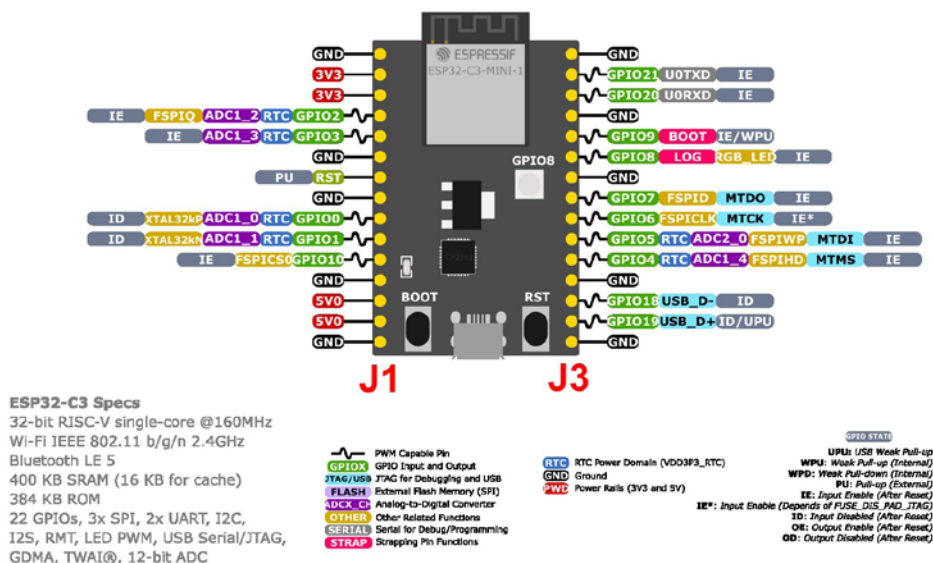 ESPRESSIF
ESP32-C3-MINI-1
GND
3V3
3V3
IE FSPIQ ADC1_2 RTC GPIO2
IE ADC1_3 RTC GPIO3
GND
PU RST
GND
ID XTAL32kP ADC1_0 RTC GPIO0
ID XTAL32kN ADC1_1 RTC GPIO1
IE FSPICS0 GPIO10
GND
5V0
5V0
GND
GPIO8
CP2102
BOOT RST
GND
GPIO21 U0TXD IE
GPIO20 U0RXD IE
GND
GPIO9 BOOT IE/WPU
GPIO8 LOG RGB_LED IE
GND
GPIO7 FSPID MTDO IE
GPIO6 FSPICLK MTCK IE*
GPIO5 RTC ADC2_0 FSPIWP MTDI IE
GPIO4 RTC ADC1_4 FSPIHD MTMS IE
GND
GPIO18 USB_D- ID
GPIO19 USB_D+ ID/UPU
GND
J1 J3
ESP32-C3 Specs
32-bit RISC-V single-core @160MHz
Wi-Fi IEEE 802.11 b/g/n 2.4GHz
Bluetooth LE 5
400 KB SRAM (16 KB for cache)
384 KB ROM
22 GPIOs, 3x SPI, 2x UART, I2C,
I2S, RMT, LED PWM, USB Serial/JTAG,
GDMA, TWAI®, 12-bit ADC
PWM Capable Pin
GPIOX GPIO Input and Output
JTAG/USB JTAG for Debugging and USB
FLASH External Flash Memory (SPI)
ADCX_CH Analog-to-Digital Converter
OTHER Other Related Functions
SERIAL Serial for Debug/Programming
STRAP Strapping Pin Functions
RTC RTC Power Domain (VDD3P3_RTC)
GND Ground
PWD Power Rails (3V3 and 5V)
GPIO STATE
UPU: USB Weak Pull-up
WPU: Weak Pull-up (Internal)
WPD: Weak Pull-down (Internal)
PU: Pull-up (External)
IE: Input Enable (After Reset)
IE*: Input Enable (Depends of FUSE_DIS_PAD_JTAG)
ID: Input Disabled (After Reset)
OE: Output Enable (After Reset)
OD: Output Disabled (After Reset)